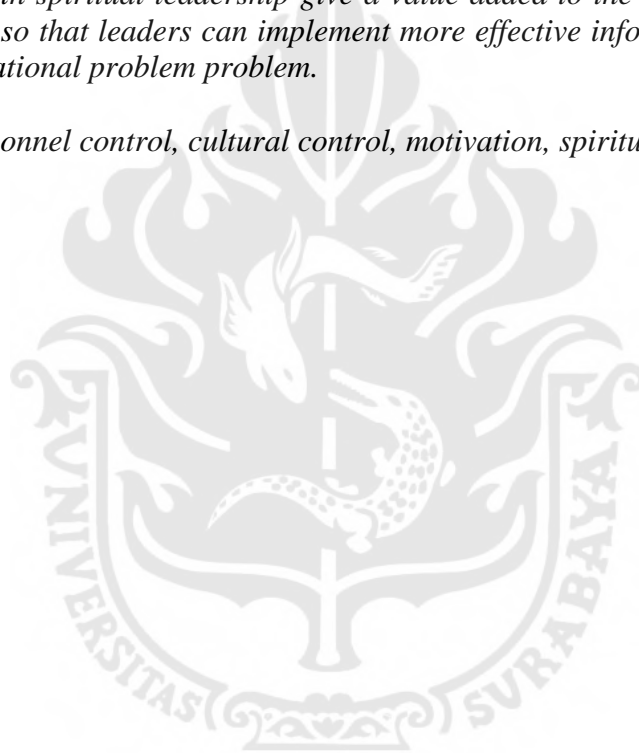 in spiritual leadership give a value added to the
so that leaders can implement more effective info
ational problem problem.
onnel control, cultural control, motivation, spiritu
UNIVERSITAS SURABAYA